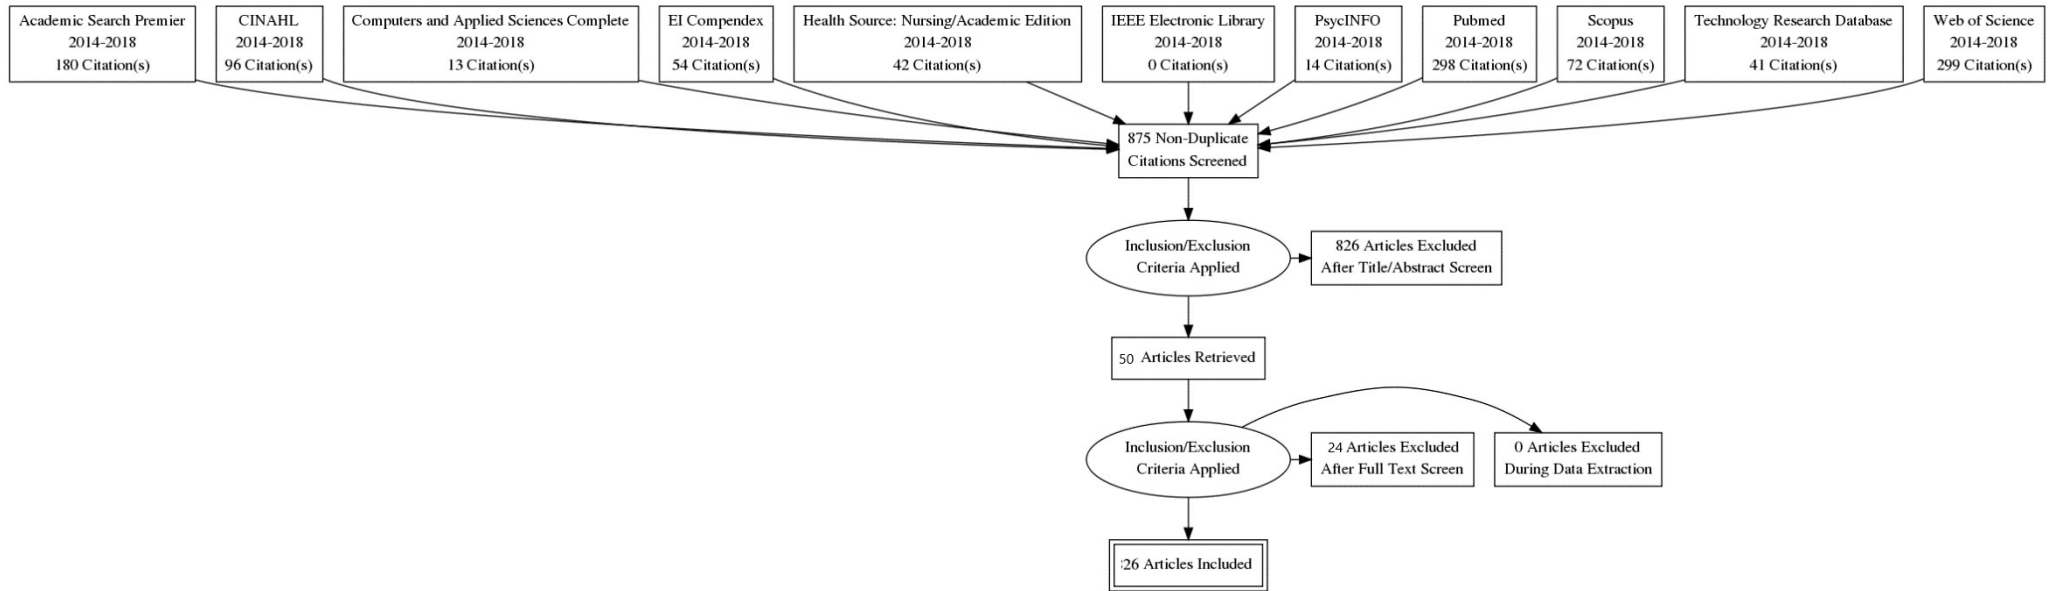 Academic Search Premier
2014-2018
180 Citation(s)
CINAHL
2014-2018
96 Citation(s)
Computers and Applied Sciences Complete
2014-2018
13 Citation(s)
EI Compendex
2014-2018
54 Citation(s)
Health Source: Nursing/Academic Edition
2014-2018
42 Citation(s)
IEEE Electronic Library
2014-2018
0 Citation(s)
PsycINFO
2014-2018
14 Citation(s)
Pubmed
2014-2018
298 Citation(s)
Scopus
2014-2018
72 Citation(s)
Technology Research Database
2014-2018
41 Citation(s)
Web of Science
2014-2018
299 Citation(s)
875 Non-Duplicate
Citations Screened
Inclusion/Exclusion
Criteria Applied
826 Articles Excluded
After Title/Abstract Screen
50 Articles Retrieved
Inclusion/Exclusion
Criteria Applied
24 Articles Excluded
After Full Text Screen
0 Articles Excluded
During Data Extraction
26 Articles Included